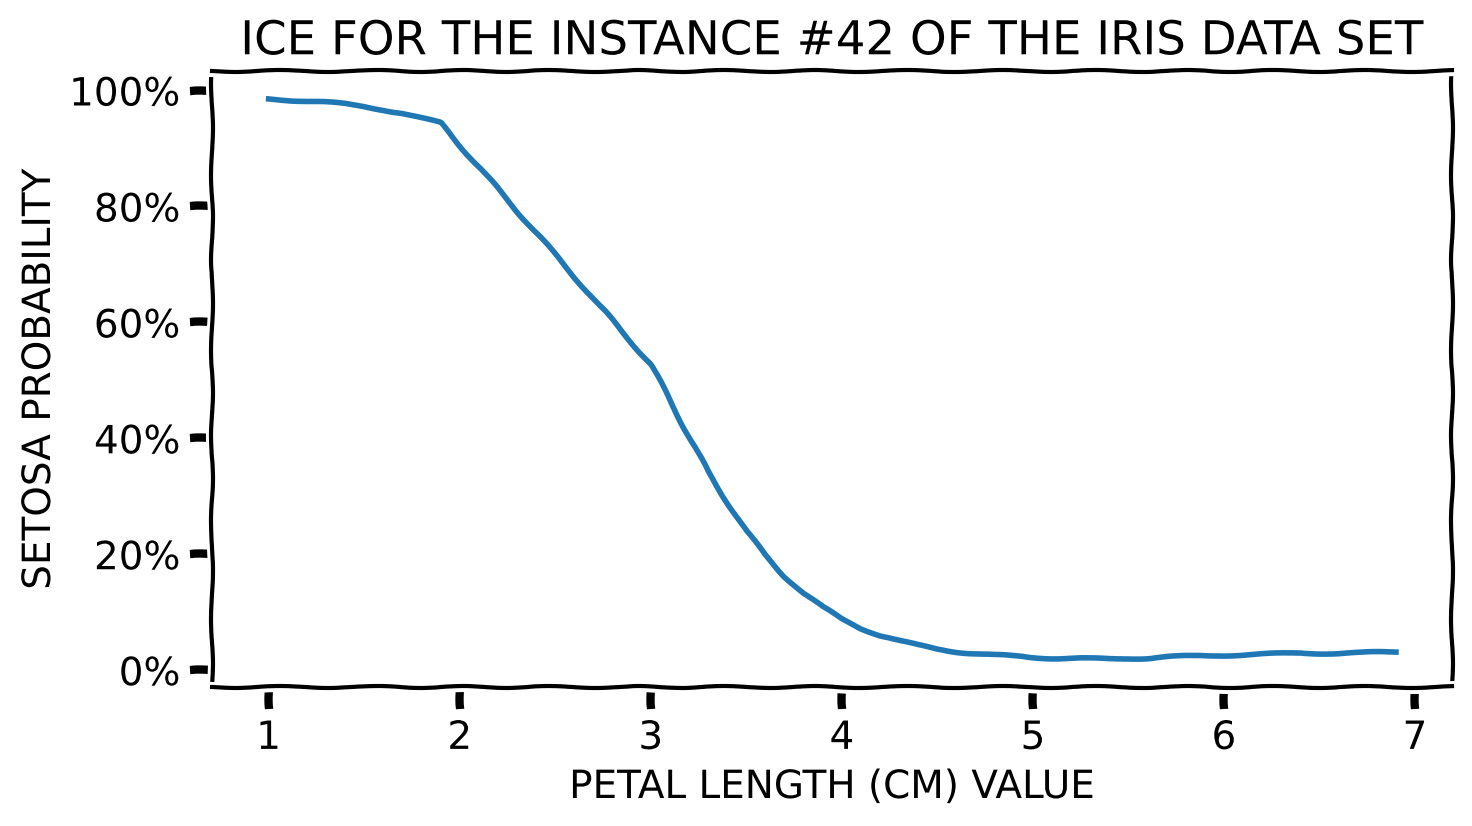 ICE FOR THE INSTANCE #42 OF THE IRIS DATA SET
100%
80%
60%
40%
20%
0%
SETOSA PROBABILITY
1 2 3 4 5 6 7
PETAL LENGTH (CM) VALUE